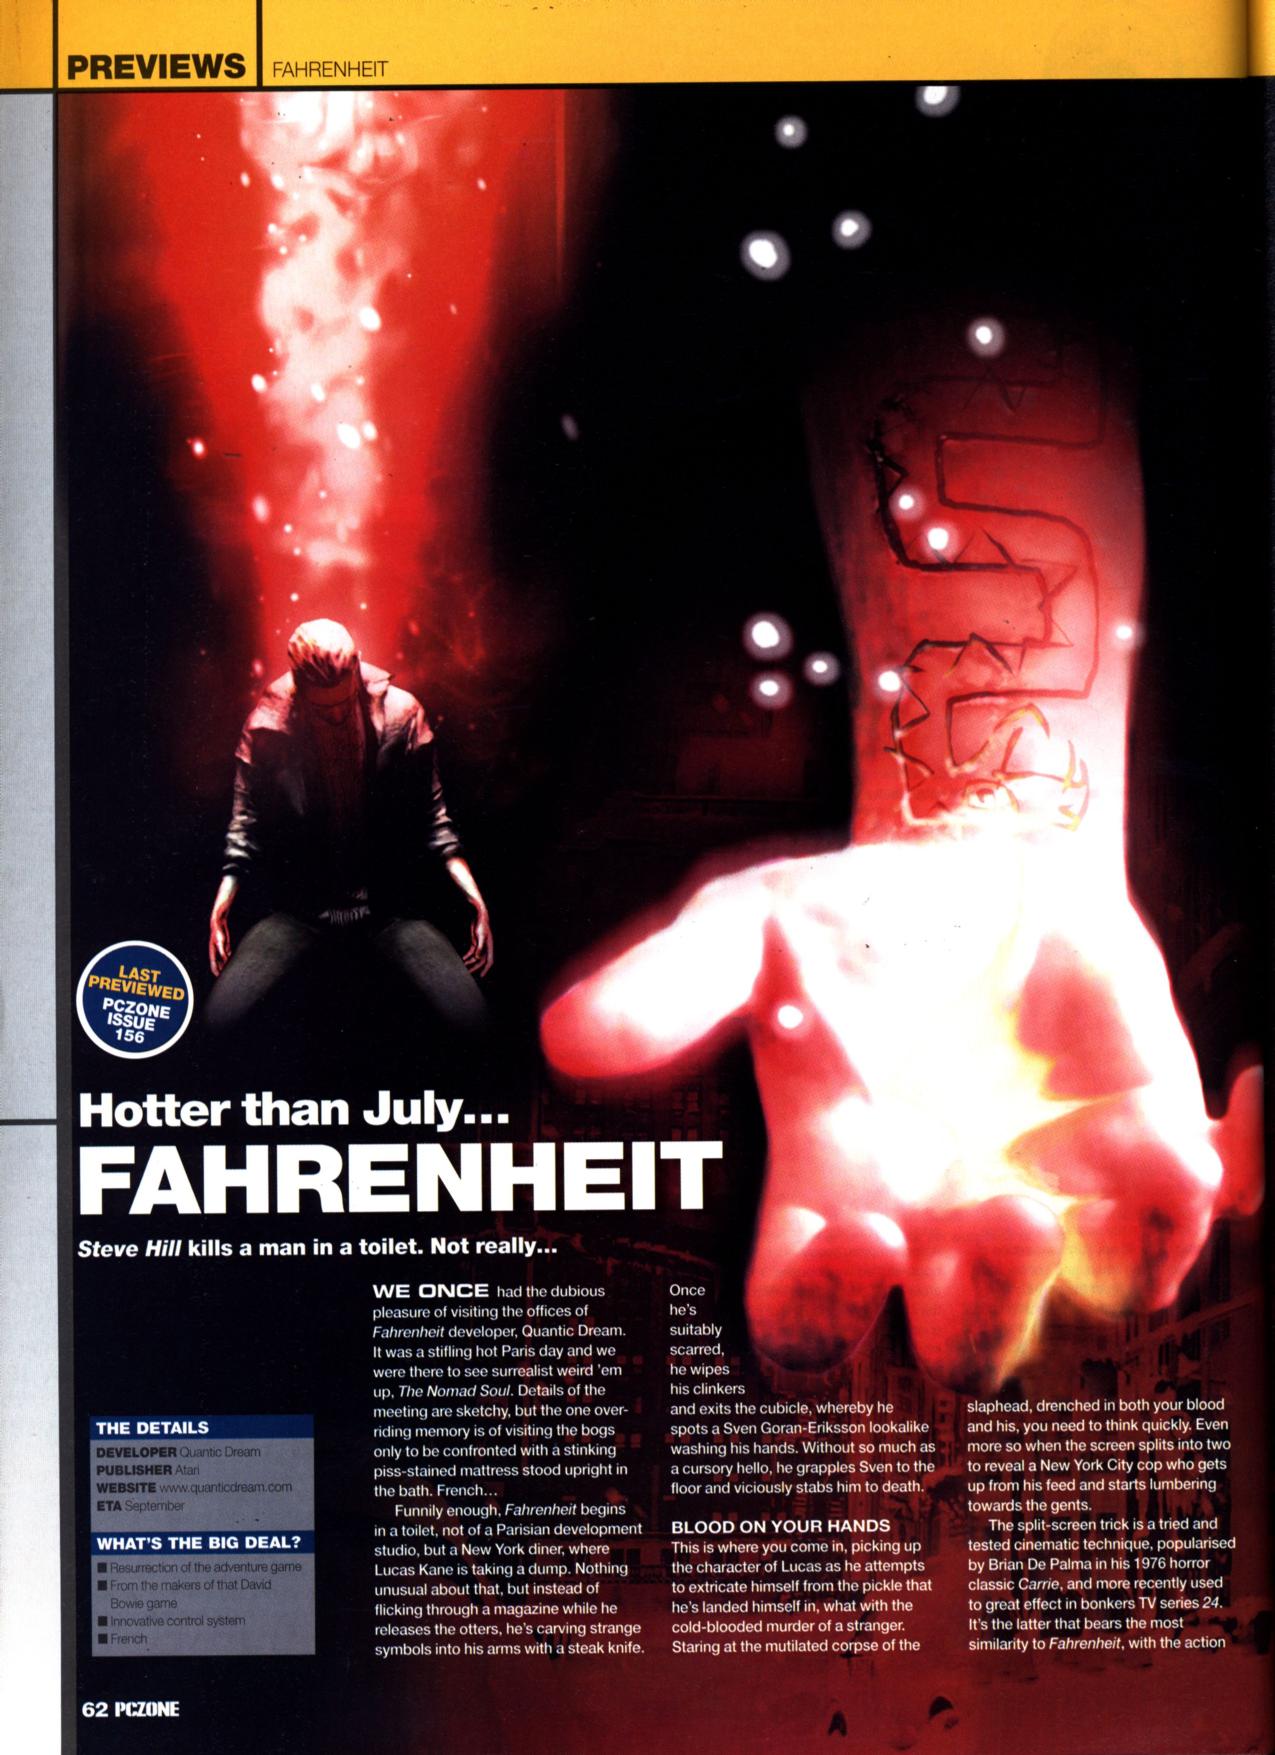 PREVIEWS
FAHRENHEIT
LAST
PREVIEWED
PCZONE
ISSUE
156
Hotter than July...
FAHRENHEIT
Steve Hill kills a man in a toilet. Not really...
THE DETAILS
DEVELOPER Quantic Dream
PUBLISHER Atari
WEBSITE www.quanticdream.com
ETA September
WHAT'S THE BIG DEAL?
■ Resurrection of the adventure game
■ From the makers of that David
Bowie game
■ Innovative control system
■ French
WE ONCE had the dubious
pleasure of visiting the offices of
Fahrenheit developer, Quantic Dream.
It was a stifling hot Paris day and we
were there to see surrealist weird 'em
up, The Nomad Soul. Details of the
meeting are sketchy, but the one over-
riding memory is of visiting the bogs
only to be confronted with a stinking
piss-stained mattress stood upright in
the bath. French...
Funnily enough, Fahrenheit begins
in a toilet, not of a Parisian development
studio, but a New York diner, where
Lucas Kane is taking a dump. Nothing
unusual about that, but instead of
flicking through a magazine while he
releases the otters, he's carving strange
symbols into his arms with a steak knife.
Once
he's
suitably
scarred,
he wipes
his clinkers
and exits the cubicle, whereby he
spots a Sven Goran-Eriksson lookalike
washing his hands. Without so much as
a cursory hello, he grapples Sven to the
floor and viciously stabs him to death.
BLOOD ON YOUR HANDS
This is where you come in, picking up
the character of Lucas as he attempts
to extricate himself from the pickle that
he's landed himself in, what with the
cold-blooded murder of a stranger.
Staring at the mutilated corpse of the
slaphead, drenched in both your blood
and his, you need to think quickly. Even
more so when the screen splits into two
to reveal a New York City cop who gets
up from his feed and starts lumbering
towards the gents.
The split-screen trick is a tried and
tested cinematic technique, popularised
by Brian De Palma in his 1976 horror
classic Carrie, and more recently used
to great effect in bonkers TV series 24.
It's the latter that bears the most
similarity to Fahrenheit, with the action
62 PCZONE